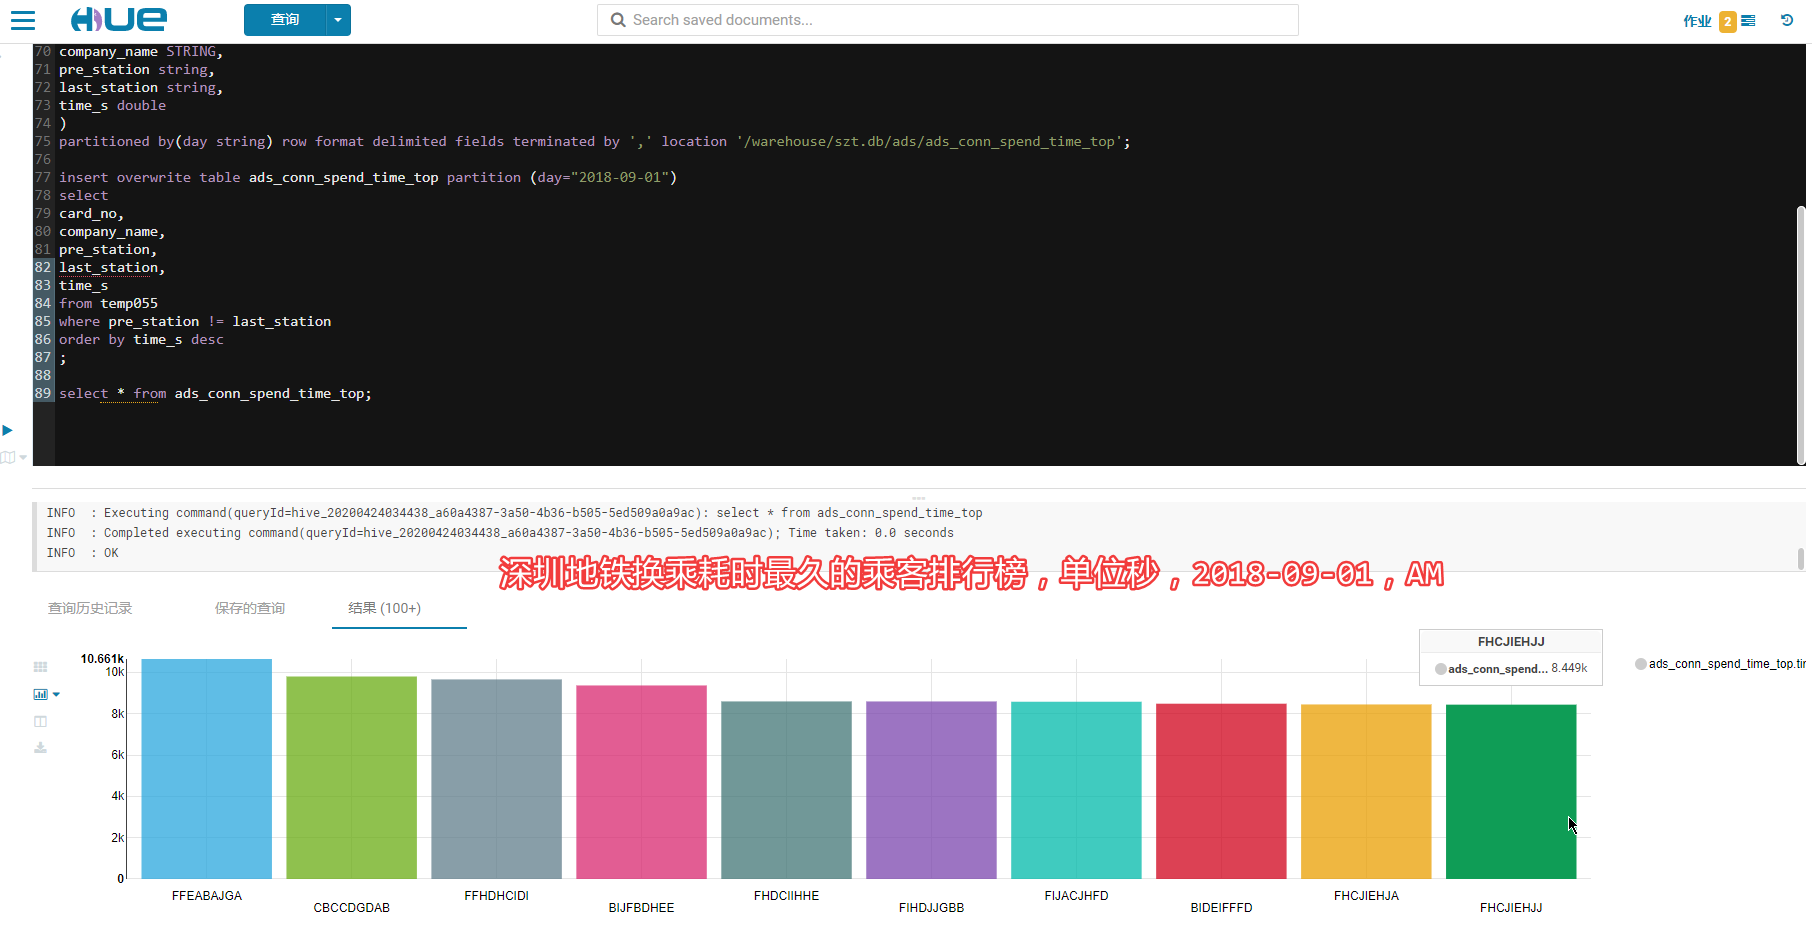 HUE
查询
Search saved documents...
作业 2
70 company_name STRING,
71 pre_station string,
72 last_station string,
73 time_s double
74 )
75 partitioned by(day string) row format delimited fields terminated by ',' location '/warehouse/szt.db/ads/ads_conn_spend_time_top';
76
77 insert overwrite table ads_conn_spend_time_top partition (day="2018-09-01")
78 select
79 card_no,
80 company_name,
81 pre_station,
82 last_station,
83 time_s
84 from temp055
85 where pre_station != last_station
86 order by time_s desc
87 ;
88
89 select * from ads_conn_spend_time_top;
INFO : Executing command(queryId=hive_20200424034438_a60a4387-3a50-4b36-b505-5ed509a0a9ac): select * from ads_conn_spend_time_top
INFO : Completed executing command(queryId=hive_20200424034438_a60a4387-3a50-4b36-b505-5ed509a0a9ac); Time taken: 0.0 seconds
INFO : OK
深圳地铁换乘耗时最久的乘客排行榜，单位秒，2018-09-01，AM
查询历史记录 保存的查询 结果 (100+)
FHCJIEHJJ
ads_conn_spend... 8.449k
ads_conn_spend_time_top.tir
10.661k
10k
8k
6k
4k
2k
0
FFEABAJGA
CBCCDGDAB
FFHDHCIDI
BIJFBDHEE
FHDCIIHHE
FIHDJJGBB
FIJACJHFD
BIDEIFFFD
FHCJIEHJA
FHCJIEHJJ